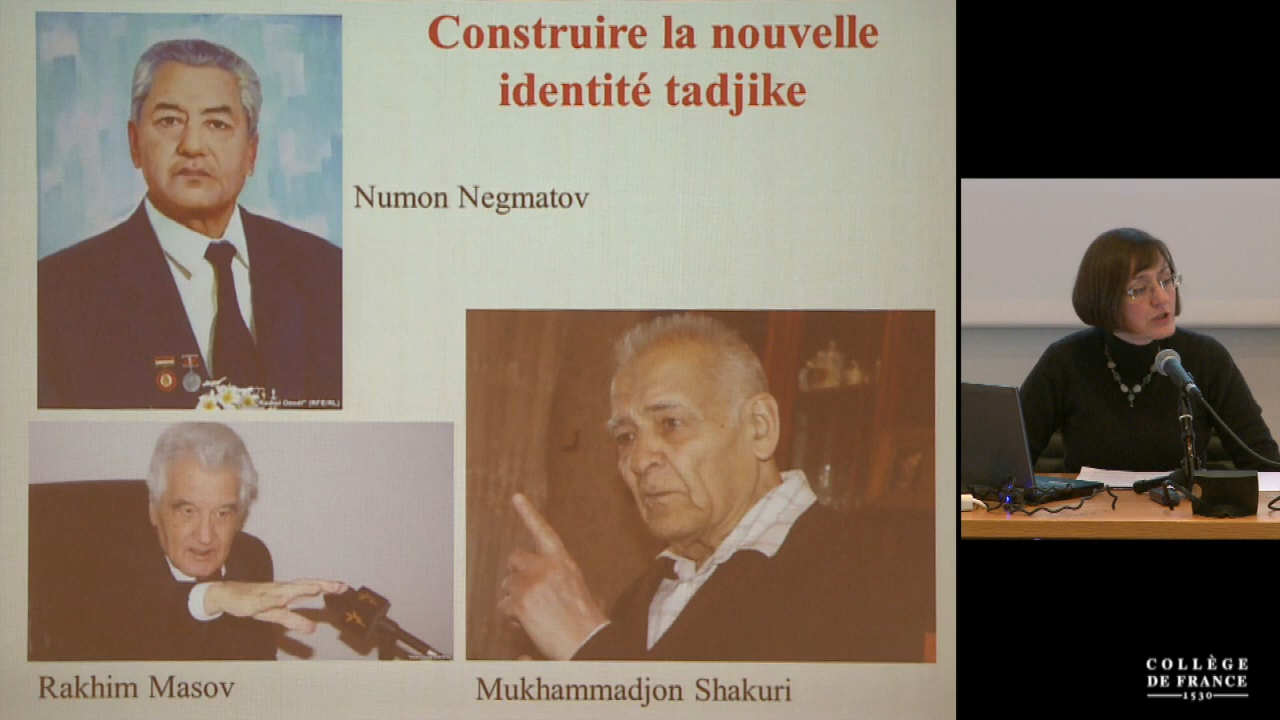 Construire la nouvelle
identité tadjike
Numon Negmatov
Rakhim Masov
Mukhammadjon Shakuri
COLLÈGE
DE FRANCE
1530